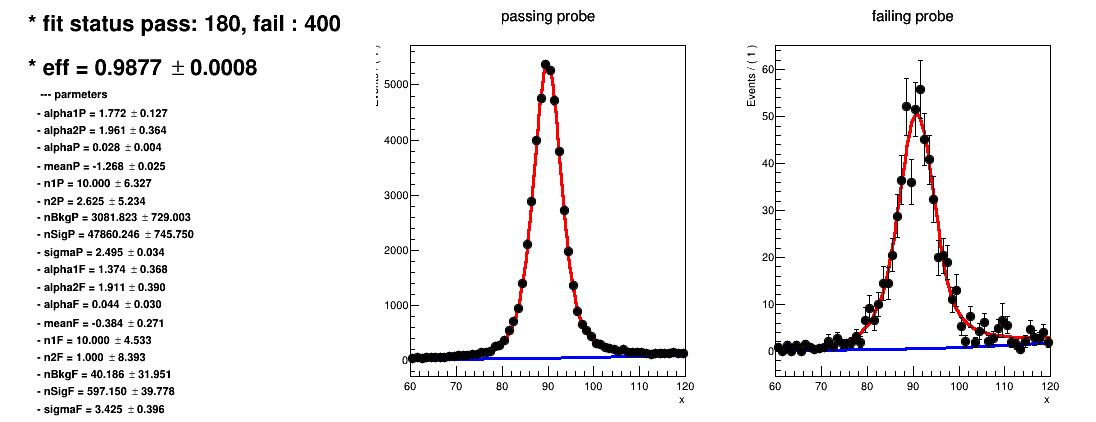 * fit status pass: 180, fail : 400
* eff = 0.9877 ± 0.0008
--- parmeters
- alpha1P = 1.772 ± 0.127
- alpha2P = 1.961 ± 0.364
- alphaP = 0.028 ± 0.004
- meanP = -1.268 ± 0.025
- n1P = 10.000 ± 6.327
- n2P = 2.625 ± 5.234
- nBkgP = 3081.823 ± 729.003
- nSigP = 47860.246 ± 745.750
- sigmaP = 2.495 ± 0.034
- alpha1F = 1.374 ± 0.368
- alpha2F = 1.911 ± 0.390
- alphaF = 0.044 ± 0.030
- meanF = -0.384 ± 0.271
- n1F = 10.000 ± 4.533
- n2F = 1.000 ± 8.393
- nBkgF = 40.186 ± 31.951
- nSigF = 597.150 ± 39.778
- sigmaF = 3.425 ± 0.396
passing probe
5000
4000
3000
2000
1000
0
60 70 80 90 100 110 120
x
failing probe
Events / ( 1 )
60
50
40
30
20
10
0
60 70 80 90 100 110 120
x